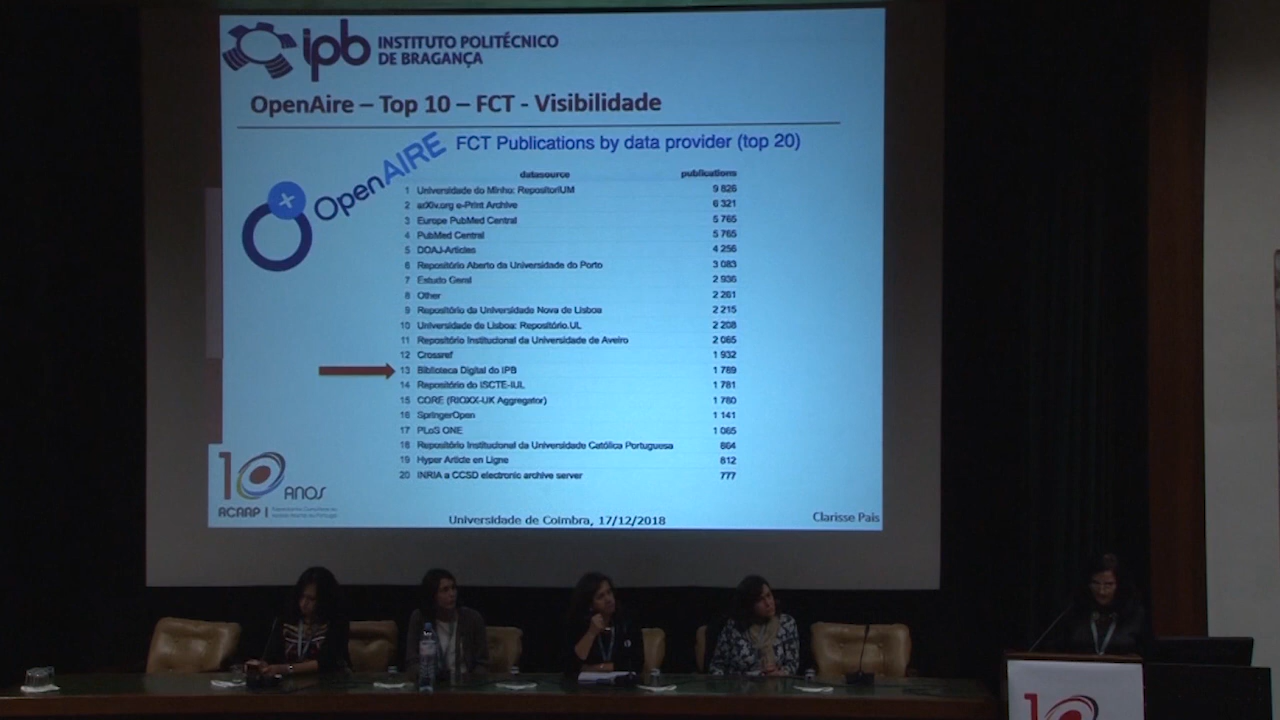 ipb INSTITUTO POLITÉCNICO
DE BRAGANÇA
OpenAire – Top 10 – FCT - Visibilidade
OpenAIRE
FCT Publications by data provider (top 20)
datasource publications
1 Universidade do Minho: RepositoriUM 9 826
2 arXiv.org e-Print Archive 6 321
3 Europe PubMed Central 5 765
4 PubMed Central 5 765
5 DOAJ-Articles 4 256
6 Repositório Aberto da Universidade do Porto 3 083
7 Estudo Geral 2 936
8 Other 2 261
9 Repositório da Universidade Nova de Lisboa 2 215
10 Universidade de Lisboa: Repositório.UL 2 208
11 Repositório Institucional da Universidade de Aveiro 2 065
12 Crossref 1 932
13 Biblioteca Digital do IPB 1 789
14 Repositório do ISCTE-IUL 1 781
15 CORE (RIOXX-UK Aggregator) 1 780
16 SpringerOpen 1 141
17 PLoS ONE 1 065
18 Repositório Institucional da Universidade Católica Portuguesa 864
19 Hyper Article en Ligne 812
20 INRIA a CCSD electronic archive server 777
10 ANOS
RCAAP
Universidade de Coimbra, 17/12/2018
Clarisse Pais
10